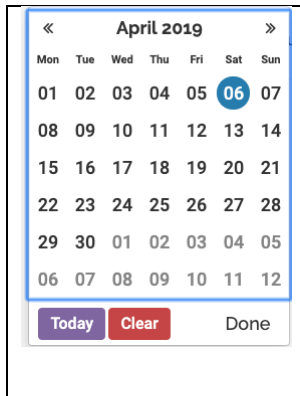 « April 2019 »
Mon Tue Wed Thu Fri Sat Sun
01 02 03 04 05 06 07
08 09 10 11 12 13 14
15 16 17 18 19 20 21
22 23 24 25 26 27 28
29 30 01 02 03 04 05
06 07 08 09 10 11 12
Today Clear Done